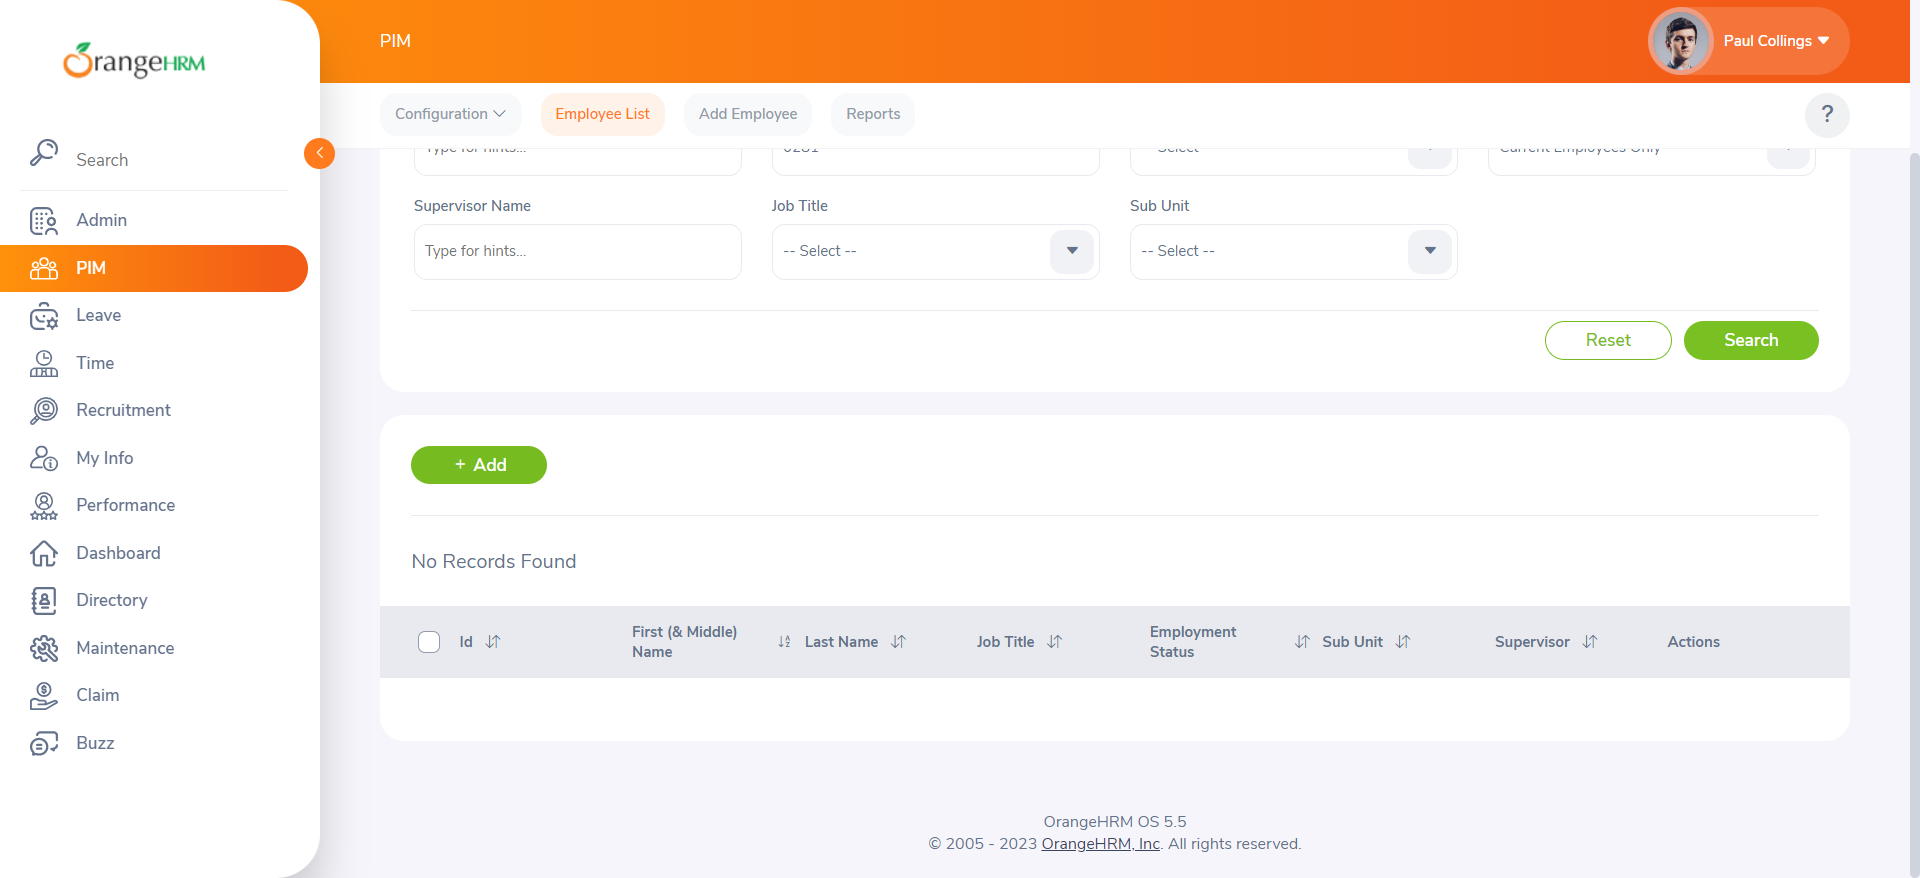 OrangeHRM
Search
Admin
PIM
Leave
Time
Recruitment
My Info
Performance
Dashboard
Directory
Maintenance
Claim
Buzz
PIM
Paul Collings
Configuration
Employee List
Add Employee
Reports
?
Type for hints...
0281
Select
Current Employees Only
Supervisor Name
Job Title
Sub Unit
Type for hints...
-- Select --
-- Select --
Reset
Search
+ Add
No Records Found
Id
First (& Middle)
Name
Last Name
Job Title
Employment
Status
Sub Unit
Supervisor
Actions
OrangeHRM OS 5.5
© 2005 - 2023 OrangeHRM, Inc. All rights reserved.